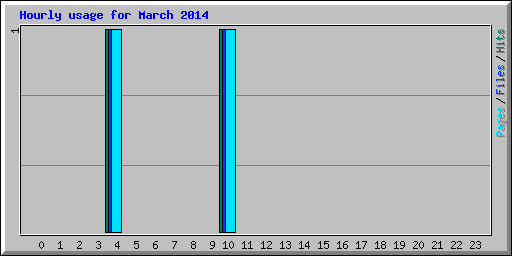 Hourly usage for March 2014
1
Pages/Files/Hits
0 1 2 3 4 5 6 7 8 9 10 11 12 13 14 15 16 17 18 19 20 21 22 23